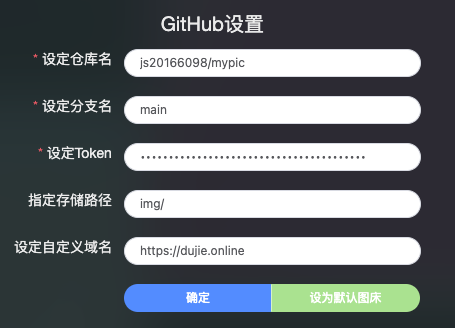 GitHub设置
* 设定仓库名 js20166098/mypic
* 设定分支名 main
* 设定Token ········································
指定存储路径 img/
设定自定义域名 https://dujie.online
确定 设为默认图床